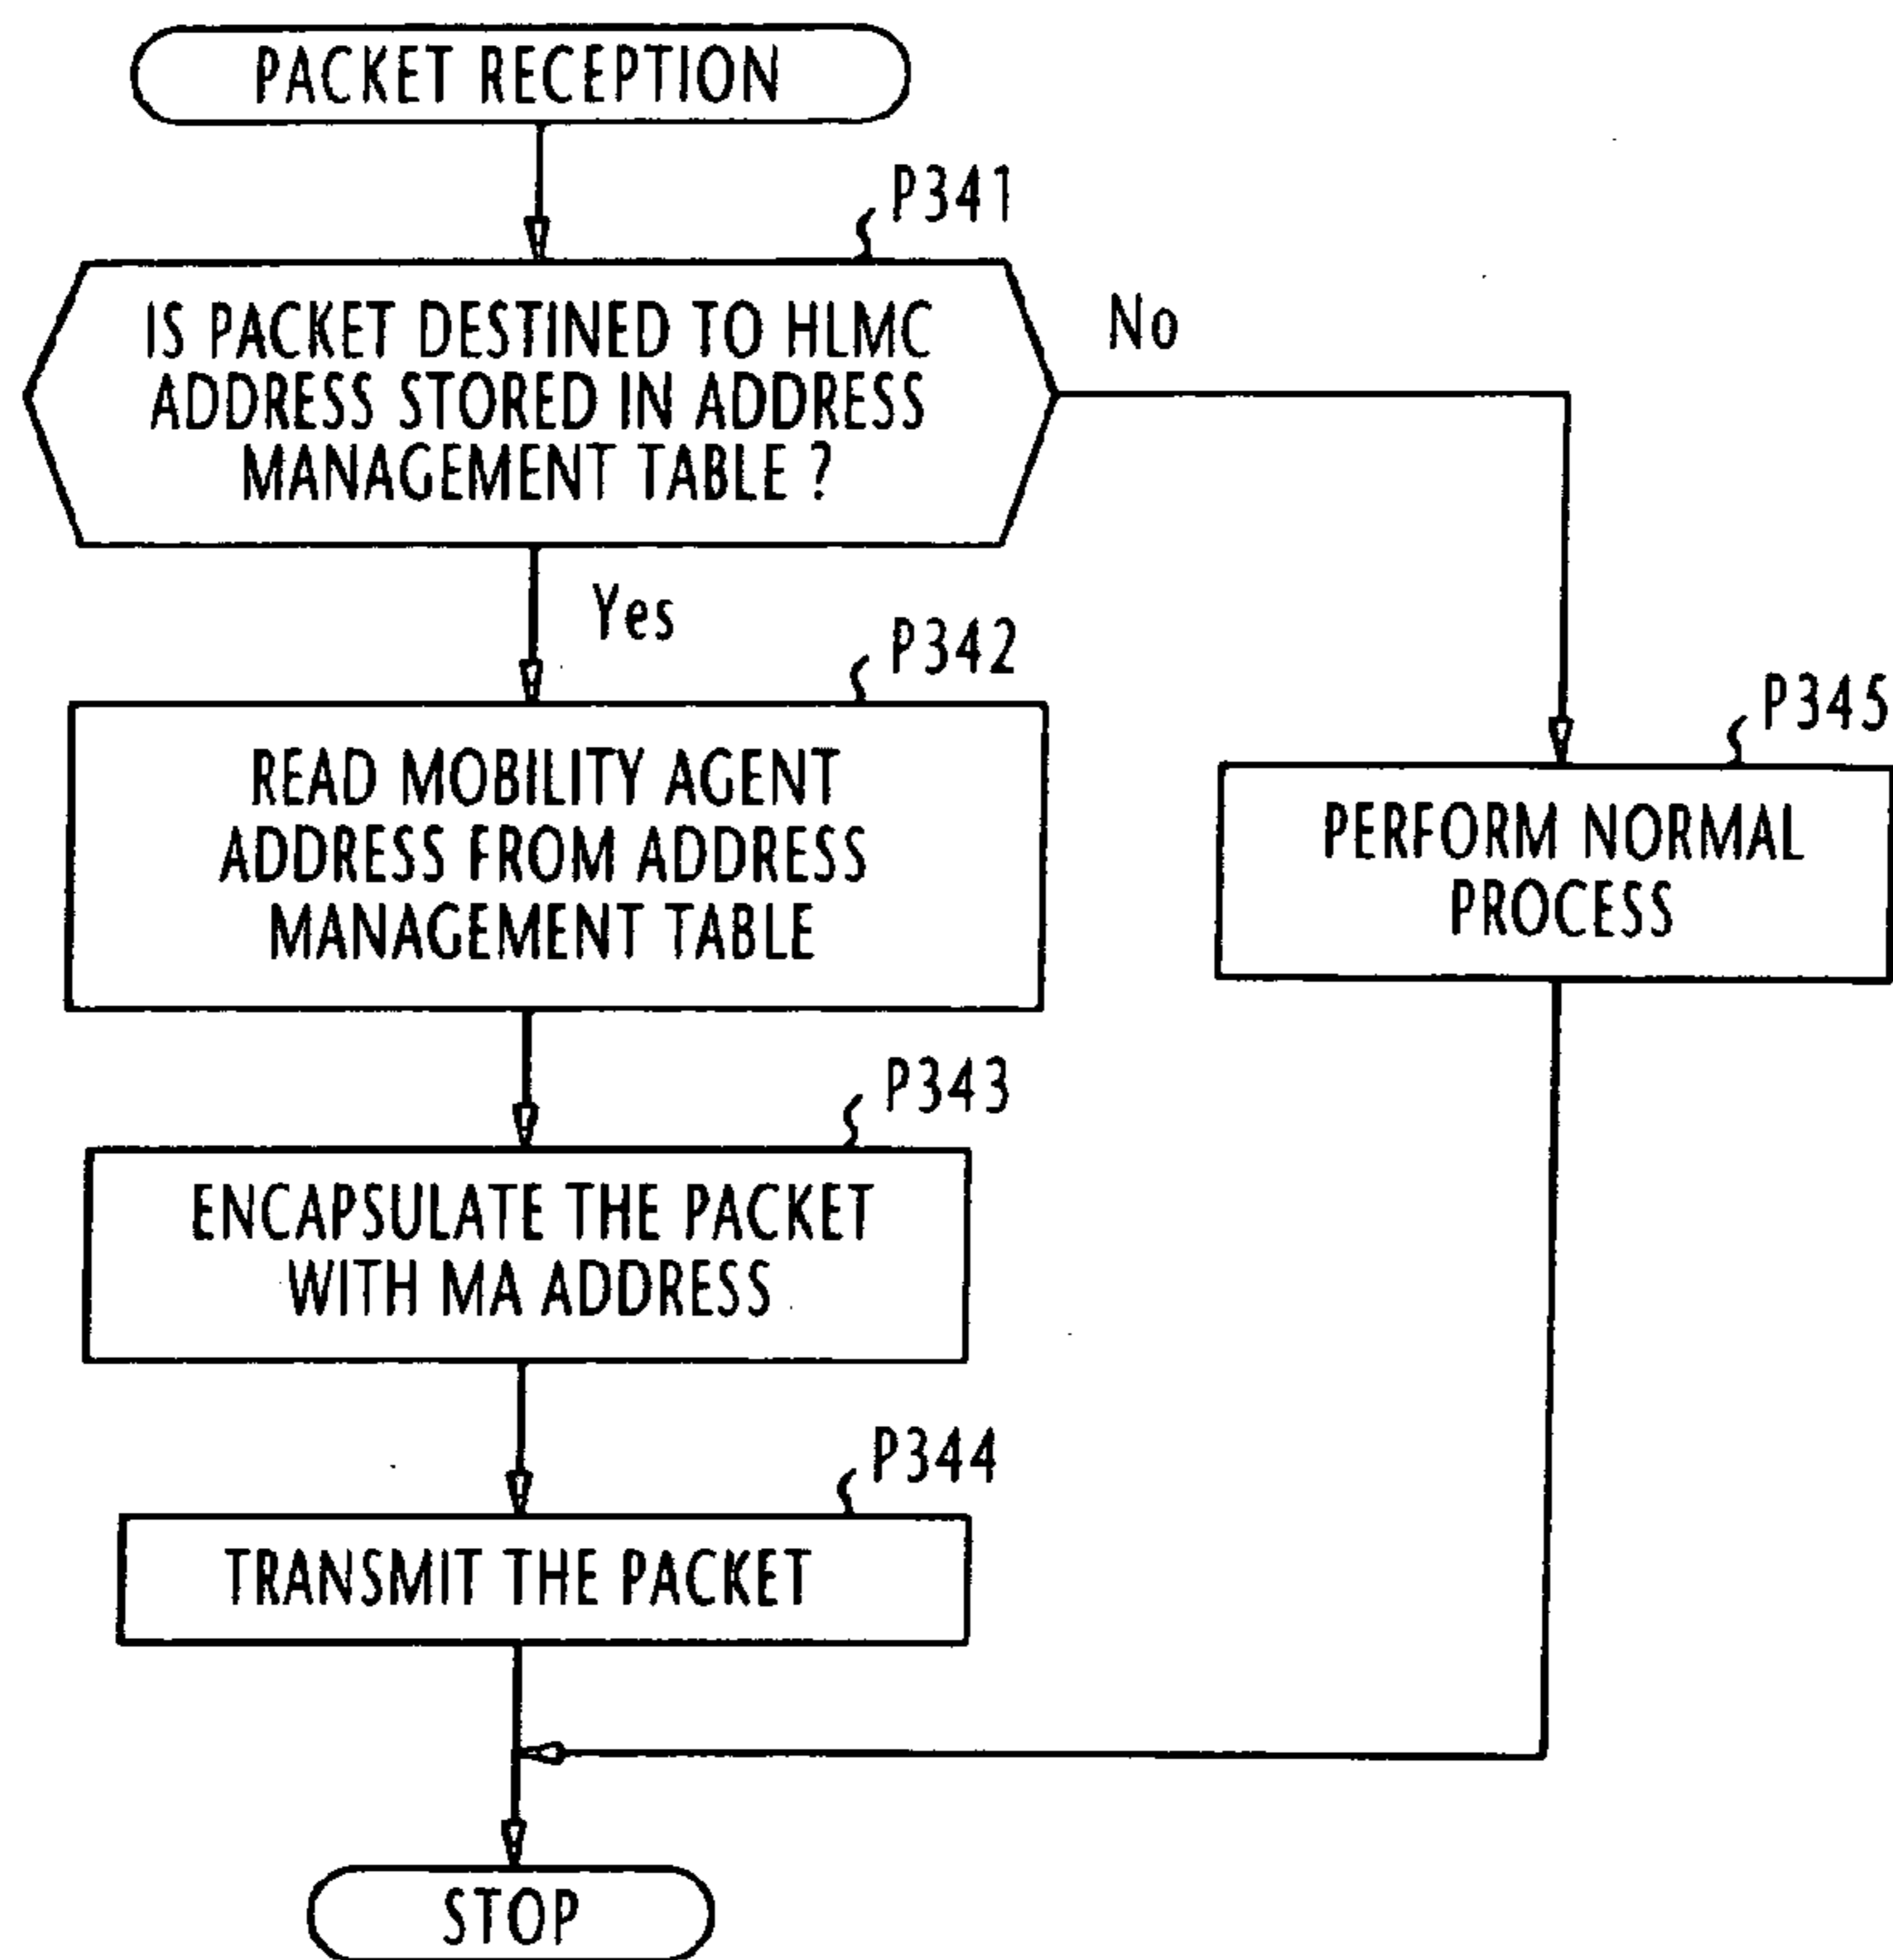 PACKET RECEPTION
P341
IS PACKET DESTINED TO HLMC
ADDRESS STORED IN ADDRESS
MANAGEMENT TABLE ?
No
Yes
P342
READ MOBILITY AGENT
ADDRESS FROM ADDRESS
MANAGEMENT TABLE
P345
PERFORM NORMAL
PROCESS
P343
ENCAPSULATE THE PACKET
WITH MA ADDRESS
P344
TRANSMIT THE PACKET
STOP